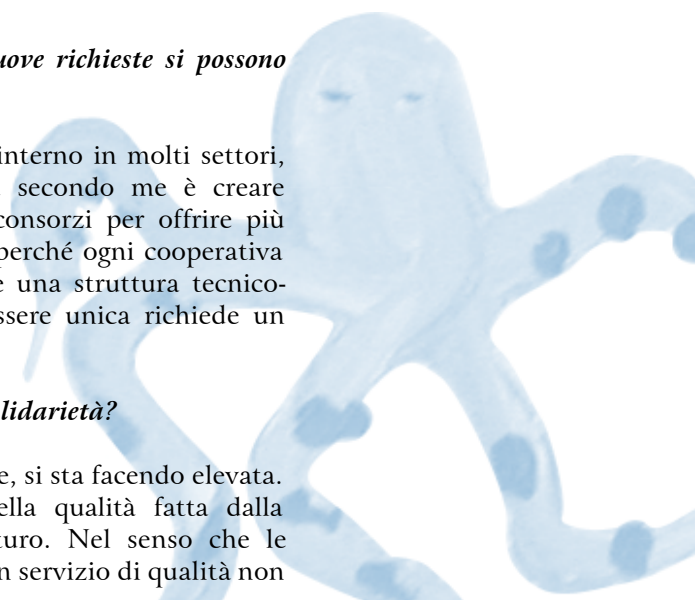 uove richieste si possono
interno in molti settori,
secondo me è creare
consorzi per offrire più
perché ogni cooperativa
e una struttura tecnico-
ssere unica richiede un
lidarietà?
e, si sta facendo elevata.
ella qualità fatta dalla
turo. Nel senso che le
n servizio di qualità non